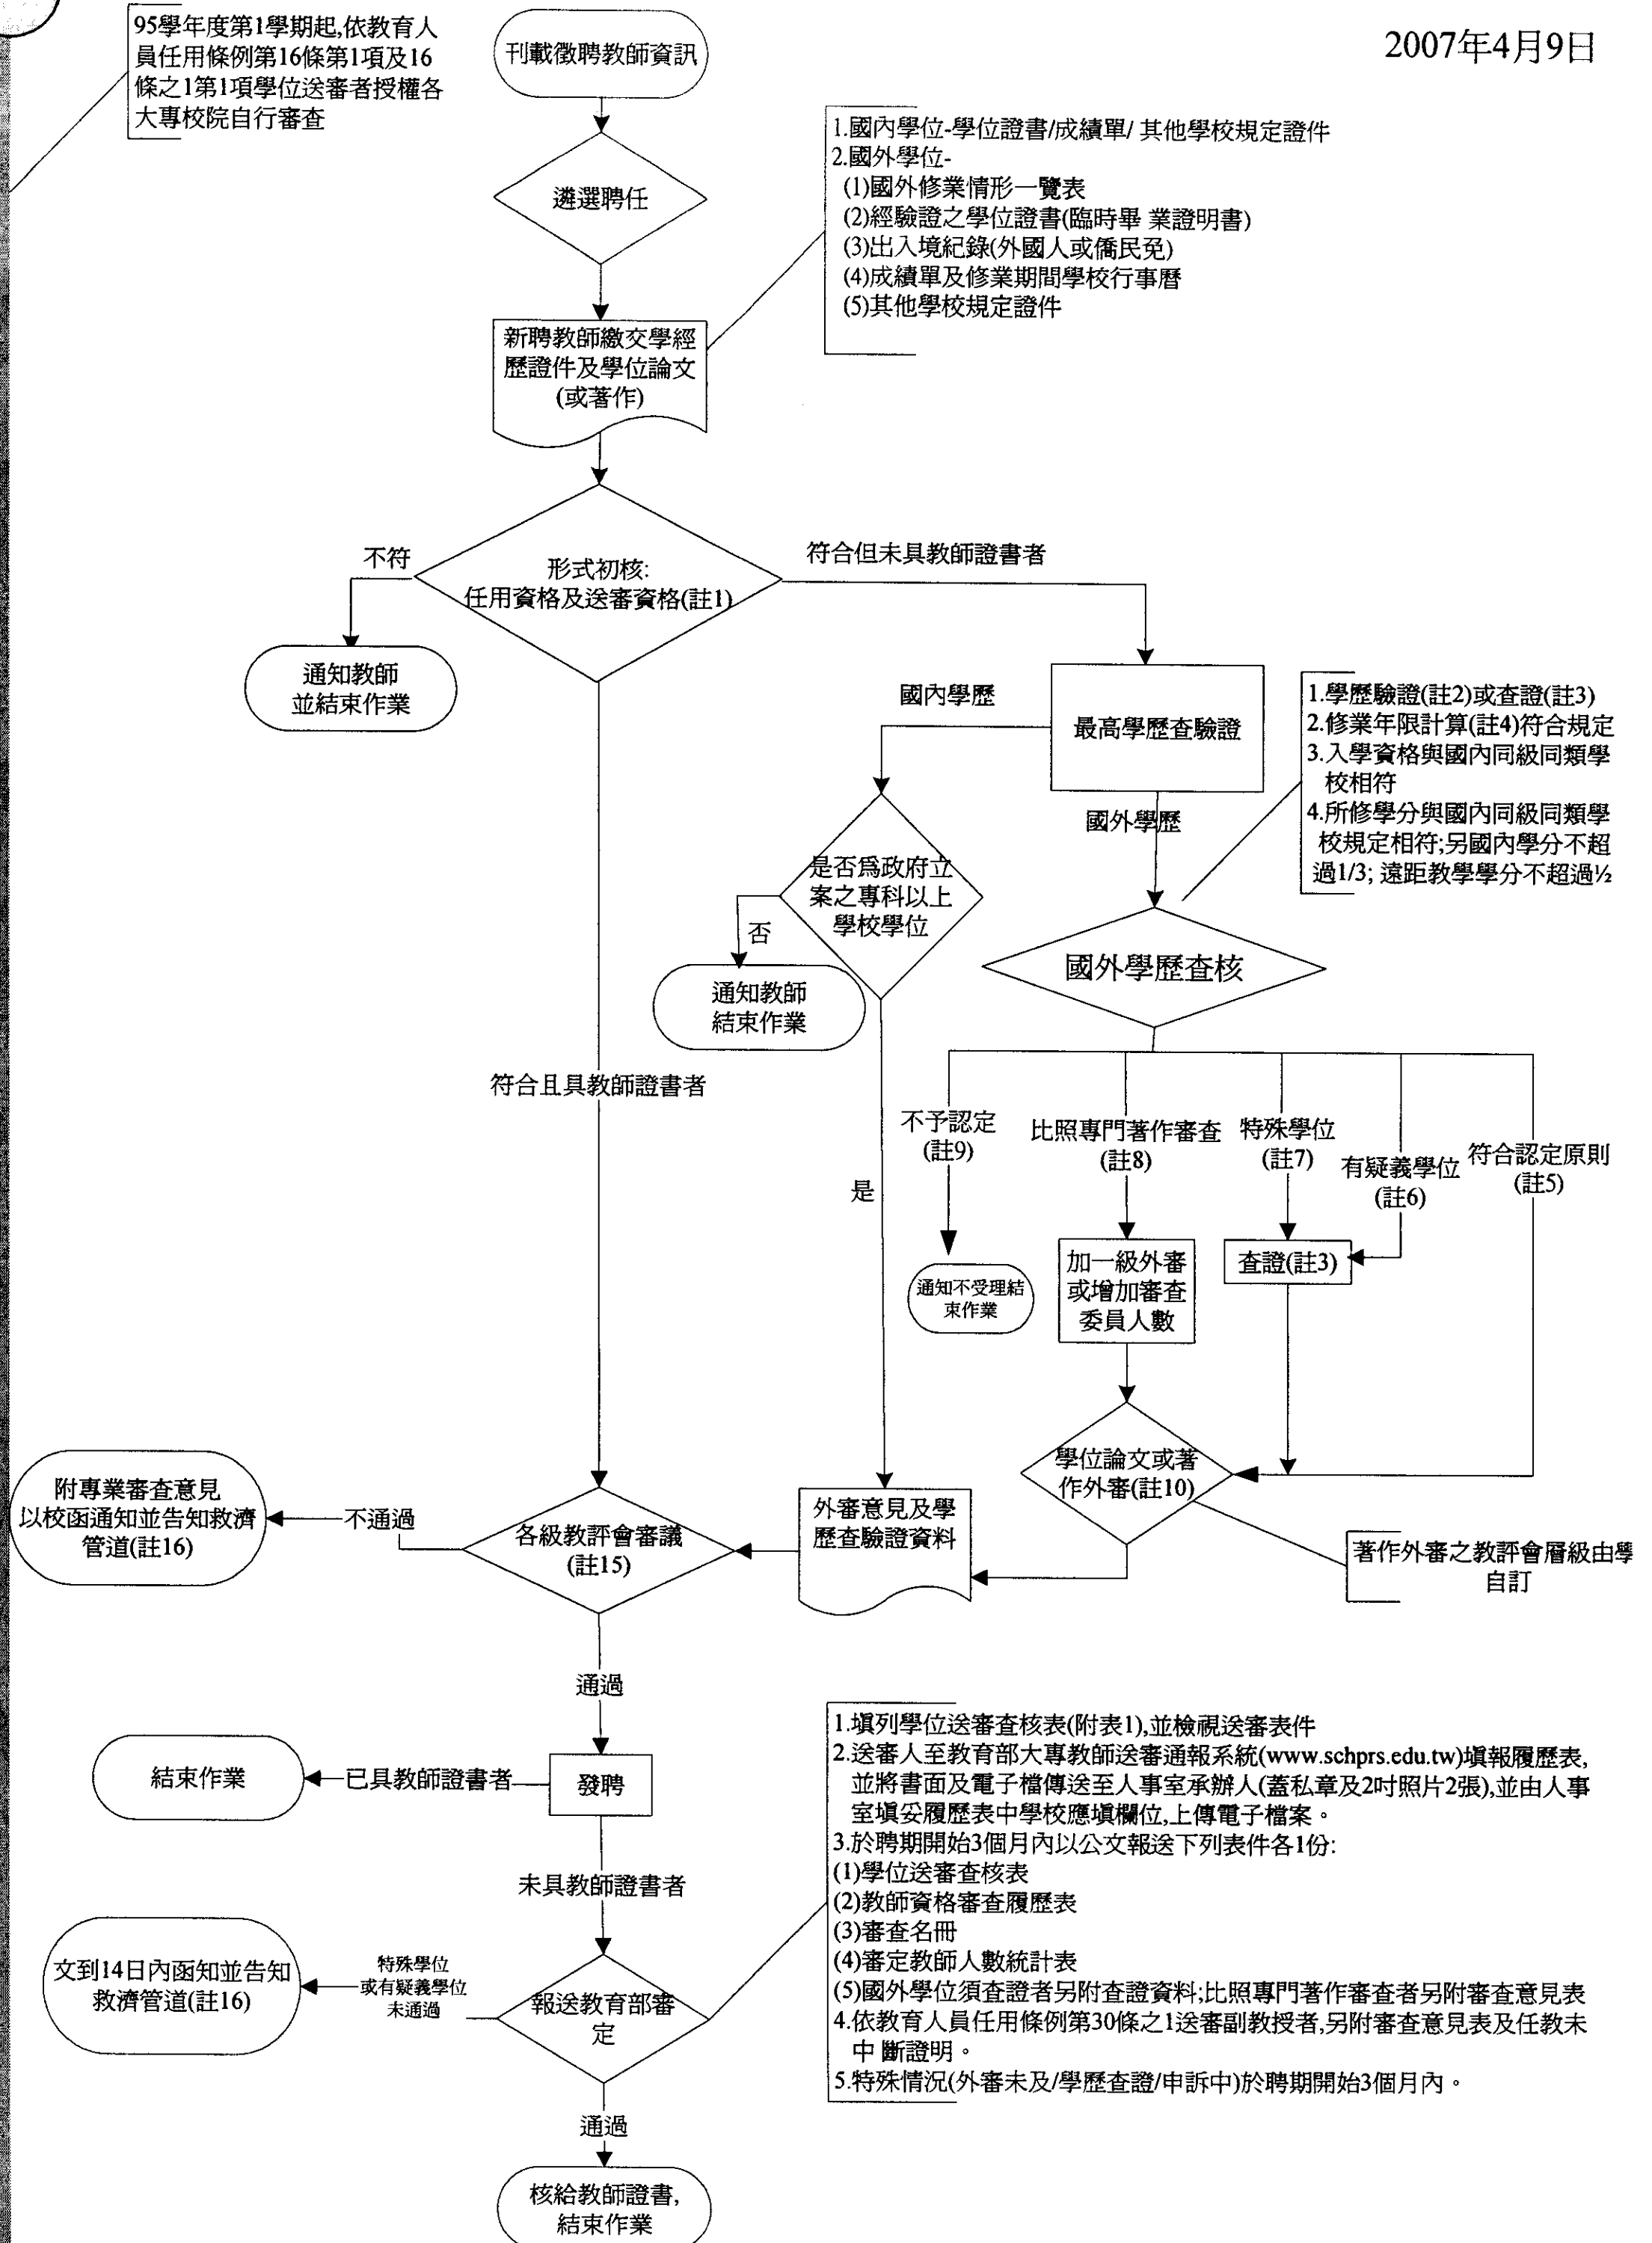 2007年4月9日
95學年度第1學期起,依教育人
員任用條例第16條第1項及16
條之1第1項學位送審者授權各
大專校院自行審查
刊載徵聘教師資訊
遴選聘任
1.國內學位-學位證書/成績單/ 其他學校規定證件
2.國外學位-
(1)國外修業情形一覽表
(2)經驗證之學位證書(臨時畢 業證明書)
(3)出入境紀錄(外國人或僑民免)
(4)成績單及修業期間學校行事曆
(5)其他學校規定證件
新聘教師繳交學經
歷證件及學位論文
(或著作)
形式初核:
任用資格及送審資格(註1)
不符
符合但未具教師證書者
通知教師
並結束作業
國內學歷
最高學歷查驗證
國外學歷
1.學歷驗證(註2)或查證(註3)
2.修業年限計算(註4)符合規定
3.入學資格與國內同級同類學
校相符
4.所修學分與國內同級同類學
校規定相符;另國內學分不超
過1/3; 遠距教學學分不超過½
是否為政府立
案之專科以上
學校學位
否
通知教師
結束作業
國外學歷查核
符合且具教師證書者
是
不予認定
(註9)
比照專門著作審查
(註8)
特殊學位
(註7)
有疑義學位
(註6)
符合認定原則
(註5)
通知不受理結
束作業
加一級外審
或增加審查
委員人數
查證(註3)
學位論文或著
作外審(註10)
著作外審之教評會層級由學
自訂
外審意見及學
歷查驗證資料
各級教評會審議
(註15)
不通過
附專業審查意見
以校函通知並告知救濟
管道(註16)
通過
發聘
已具教師證書者
結束作業
未具教師證書者
1.填列學位送審查核表(附表1),並檢視送審表件
2.送審人至教育部大專教師送審通報系統(www.schprs.edu.tw)填報履歷表,
並將書面及電子檔傳送至人事室承辦人(蓋私章及2吋照片2張),並由人事
室填妥履歷表中學校應填欄位,上傳電子檔案。
3.於聘期開始3個月內以公文報送下列表件各1份:
(1)學位送審查核表
(2)教師資格審查履歷表
(3)審查名冊
(4)審定教師人數統計表
(5)國外學位須查證者另附查證資料;比照專門著作審查者另附審查意見表
4.依教育人員任用條例第30條之1送審副教授者,另附審查意見表及任教未
中 斷證明。
5.特殊情況(外審未及/學歷查證/申訴中)於聘期開始3個月內。
報送教育部審
定
特殊學位
或有疑義學位
未通過
文到14日內函知並告知
救濟管道(註16)
通過
核給教師證書,
結束作業